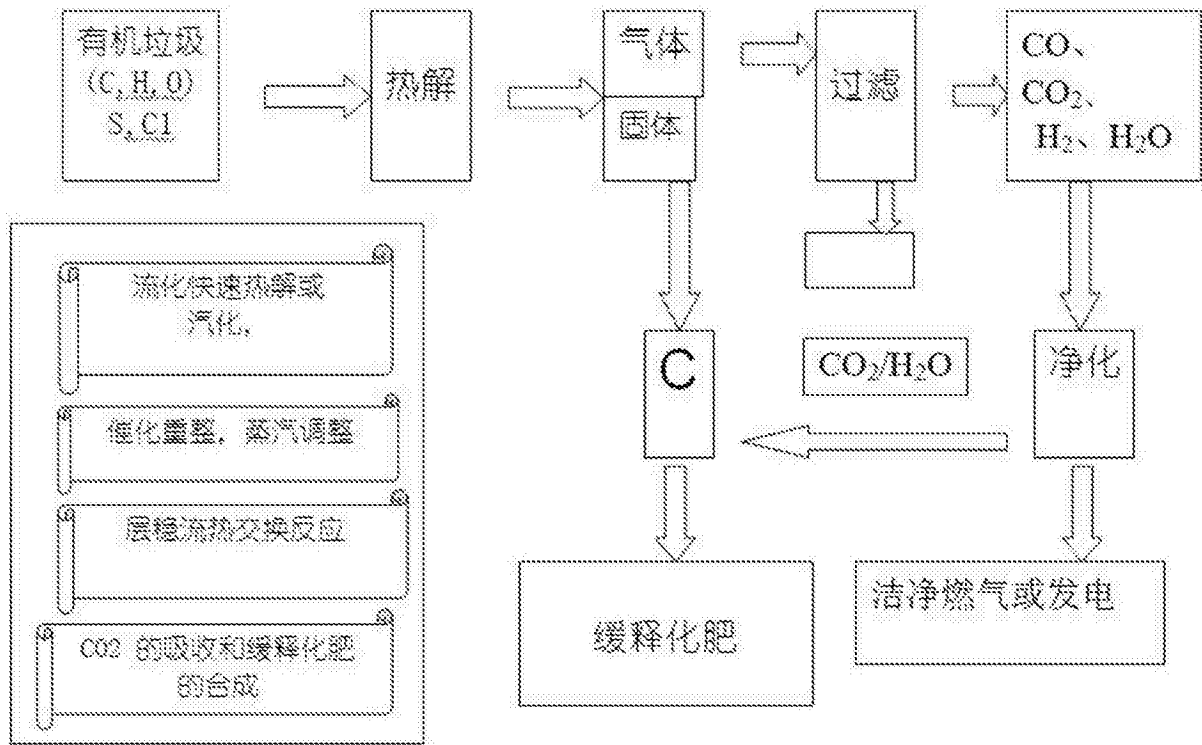 有机垃圾
(C,H,O)
S,Cl
热解
气体
固体
过滤
CO、
CO₂、
H₂、H₂O
流化快速热解或
汽化,
催化重整, 蒸汽调整
层稳流热交换反应
CO2 的吸收和缓释化肥
的合成
C
CO₂/H₂O
净化
缓释化肥
洁净燃气或发电